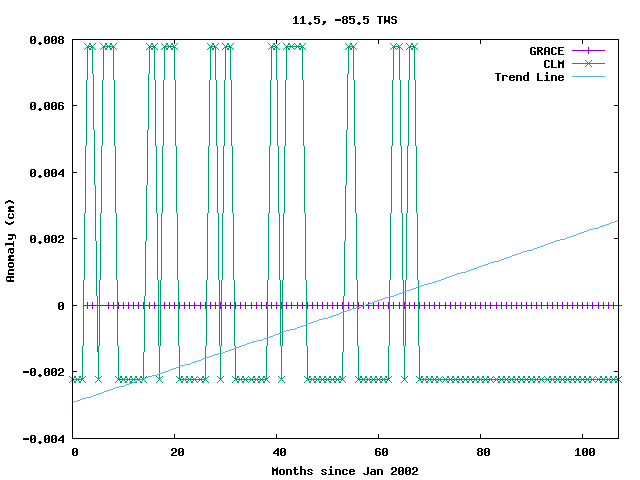 11.5, -85.5 TWS
0.008
0.006
0.004
0.002
0
-0.002
-0.004
Anomaly (cm)
GRACE
CLM
Trend Line
0 20 40 60 80 100
Months since Jan 2002